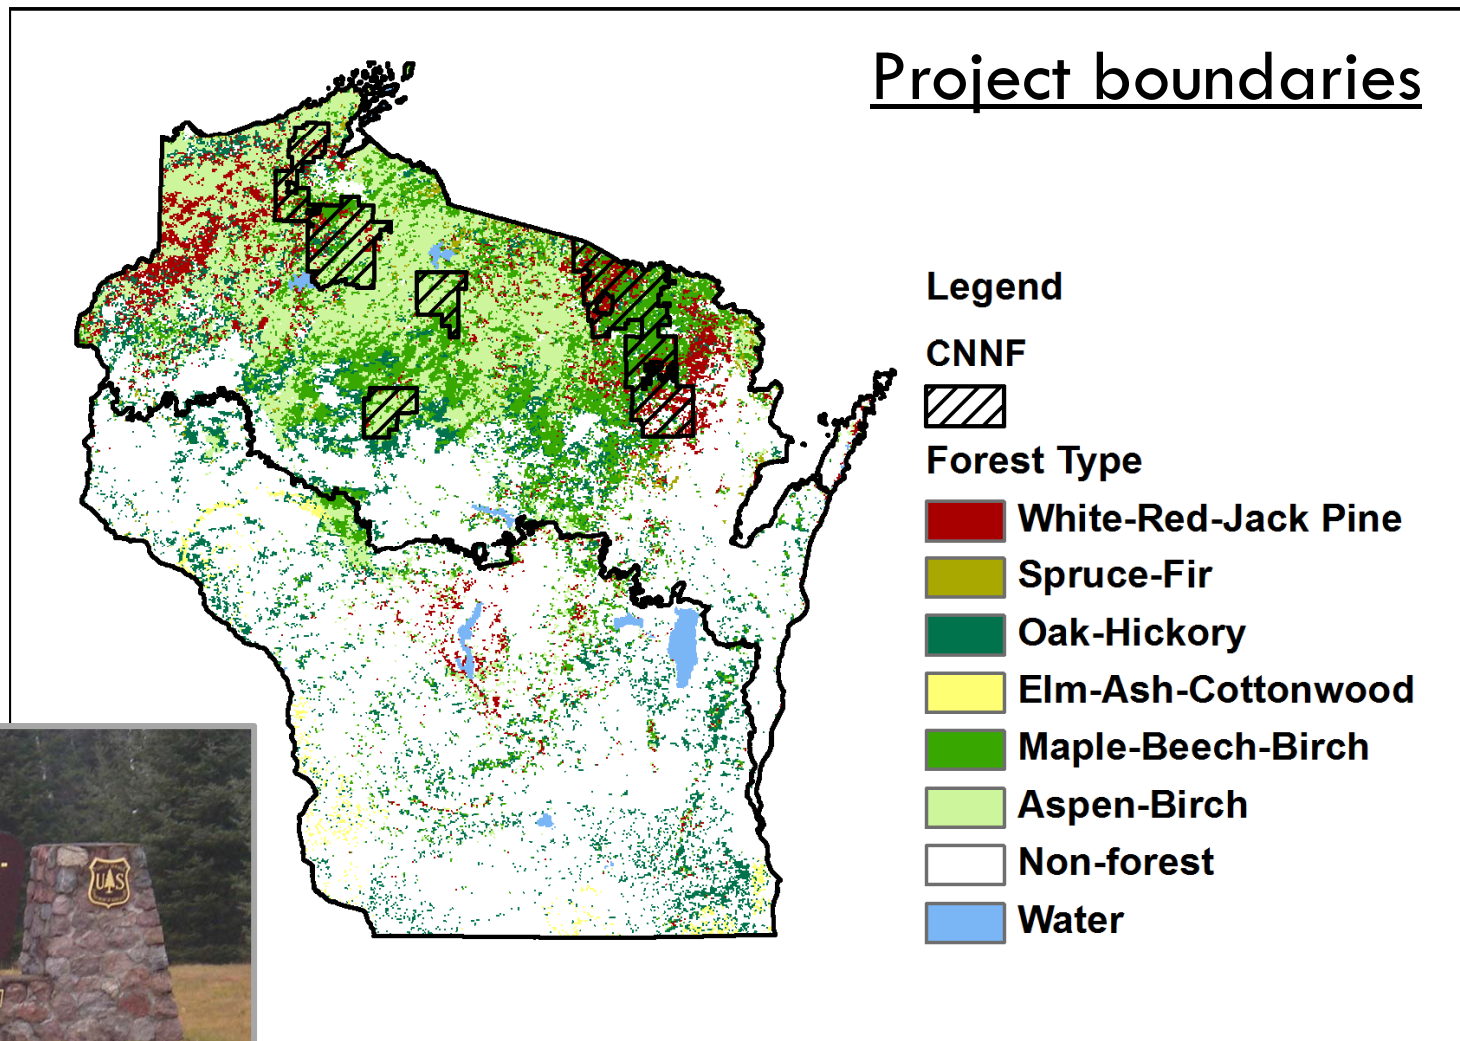 Project boundaries
Legend
CNNF
Forest Type
White-Red-Jack Pine
Spruce-Fir
Oak-Hickory
Elm-Ash-Cottonwood
Maple-Beech-Birch
Aspen-Birch
Non-forest
Water
U S